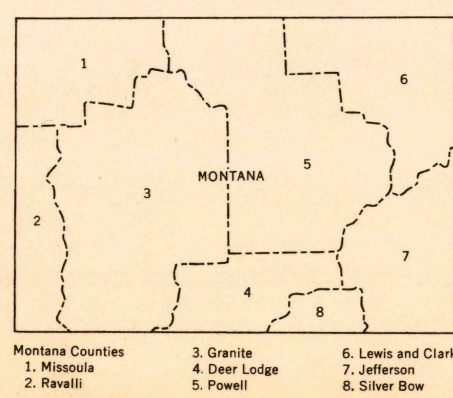 1
6
MONTANA
5
3
2
7
4
8
Montana Counties
1. Missoula
2. Ravalli
3. Granite
4. Deer Lodge
5. Powell
6. Lewis and Clark
7. Jefferson
8. Silver Bow